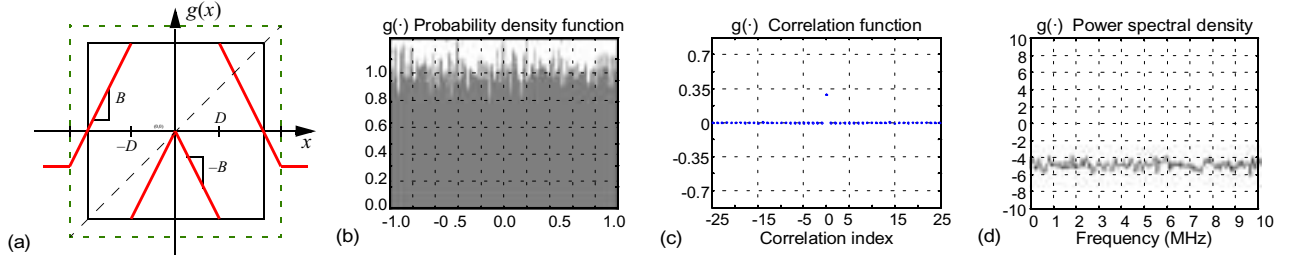 g(x)
B
D
(0,0)
x
−D
−B
(a)
g(·) Probability density function
1.0
0.8
0.6
0.4
0.2
0.0
-1.0 -0.5 0.0 0.5 1.0
(b)
g(·) Correlation function
0.7
0.35
0
-0.35
-0.7
-25 -15 -5 0 5 15 25
Correlation index
(c)
g(·) Power spectral density
10
8
6
4
2
0
-2
-4
-6
-8
-10
0 1 2 3 4 5 6 7 8 9 10
Frequency (MHz)
(d)